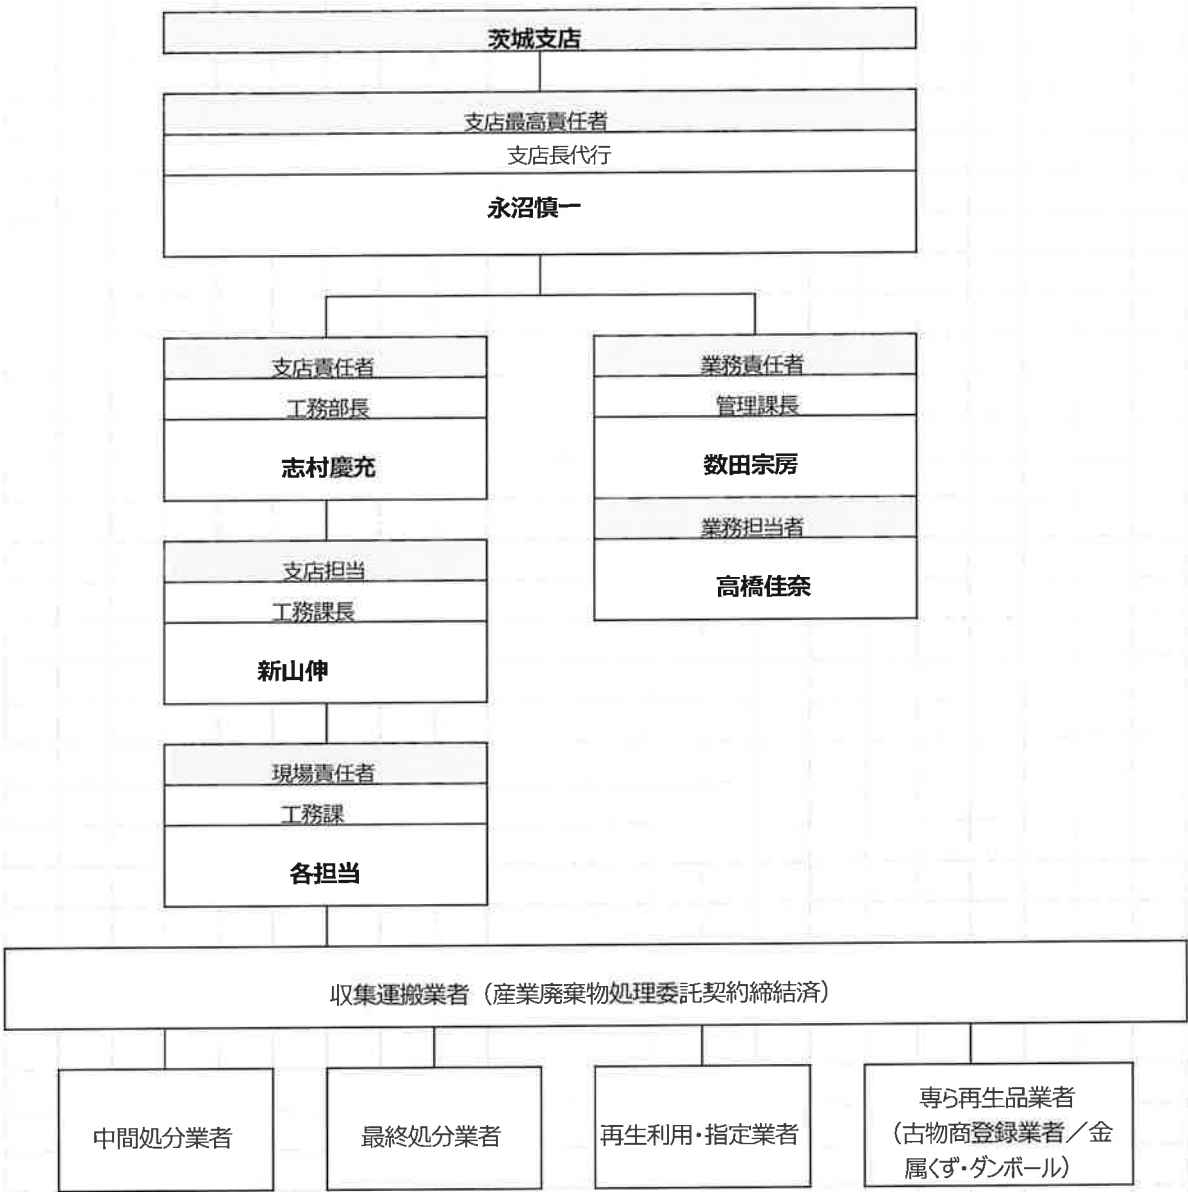 茨城支店
支店最高責任者
支店長代行
永沼慎一
支店責任者
工務部長
志村慶充
業務責任者
管理課長
数田宗房
業務担当者
高橋佳奈
支店担当
工務課長
新山伸
現場責任者
工務課
各担当
収集運搬業者（産業廃棄物処理委託契約締結済）
中間処分業者
最終処分業者
再生利用・指定業者
専ら再生品業者
（古物商登録業者／金
属くず・ダンボール）